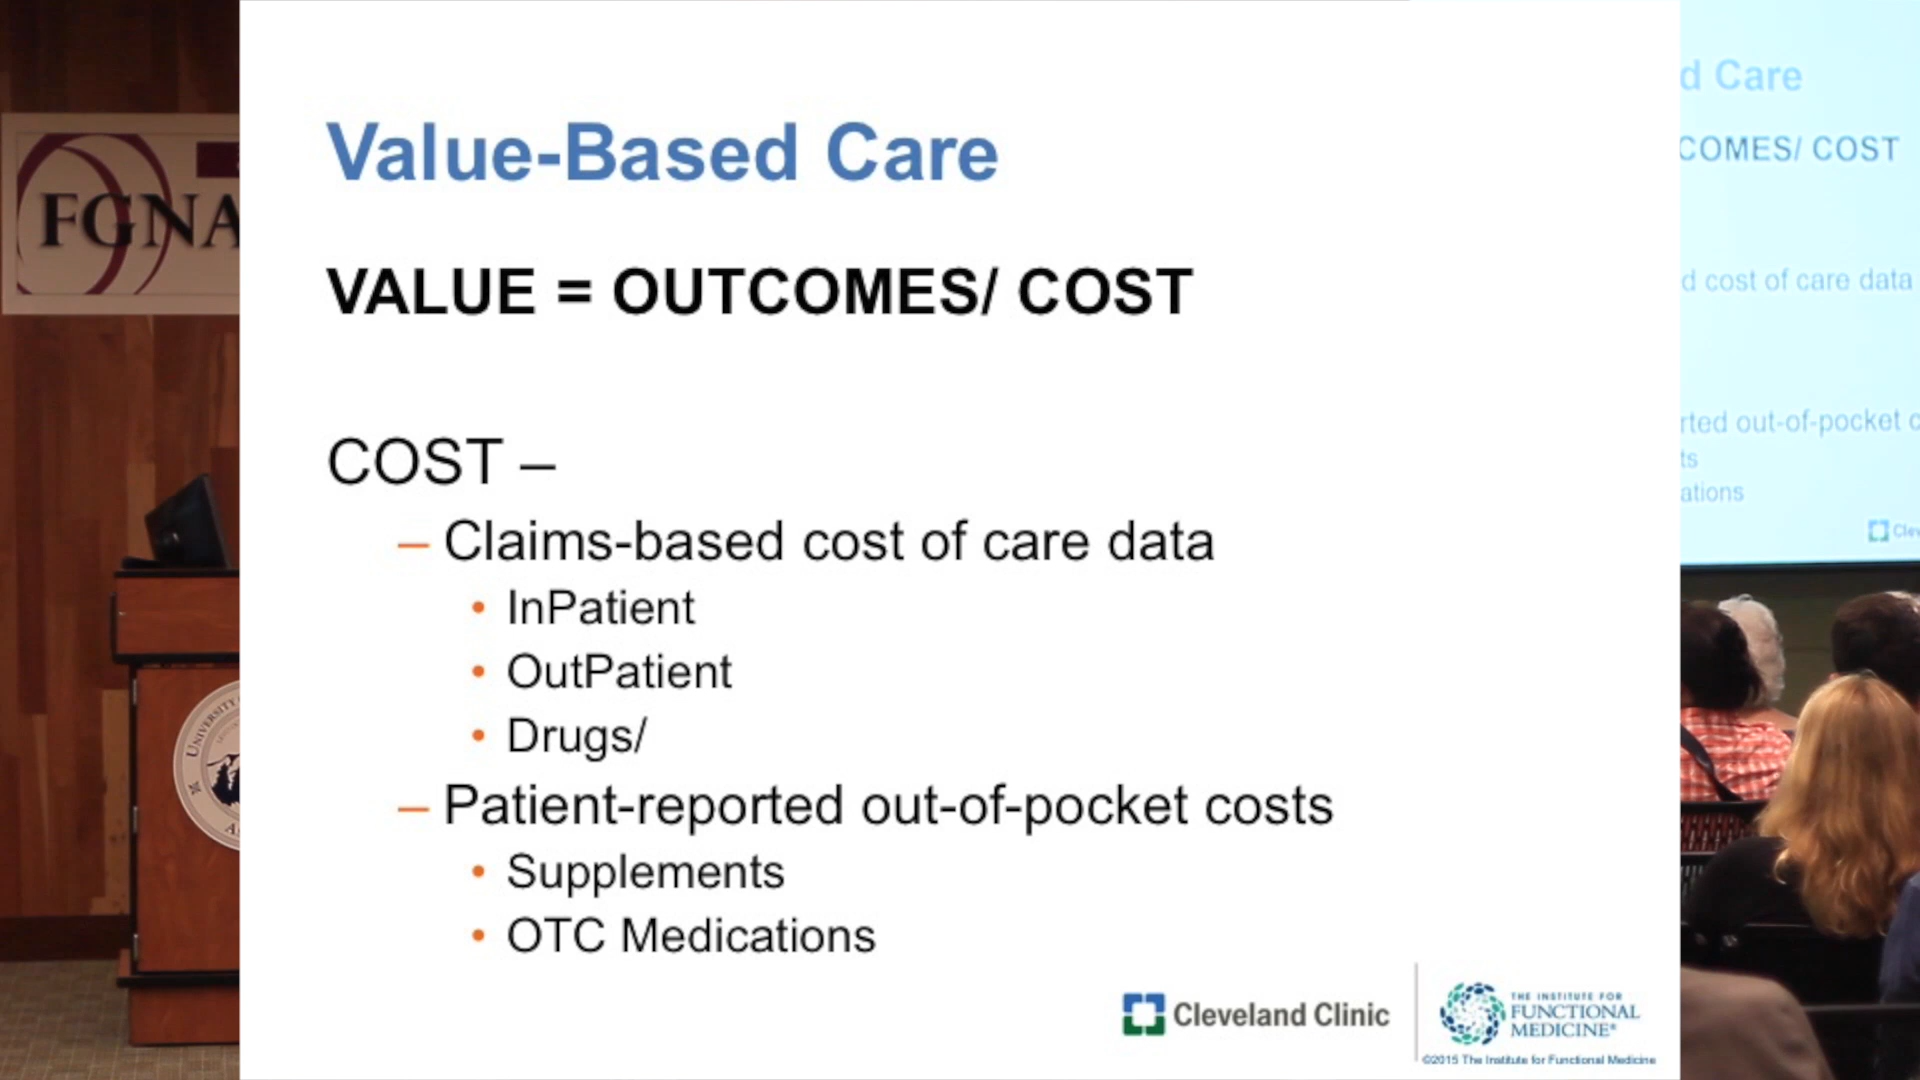 Value-Based Care
VALUE = OUTCOMES/ COST
COST –
– Claims-based cost of care data
• InPatient
• OutPatient
• Drugs/
– Patient-reported out-of-pocket costs
• Supplements
• OTC Medications
Cleveland Clinic
THE INSTITUTE FOR
FUNCTIONAL
MEDICINE®
©2015 The Institute for Functional Medicine
FGNA
UNIVERSITY
d Care
COMES/ COST
d cost of care data
rted out-of-pocket c
ts
ations
Cle